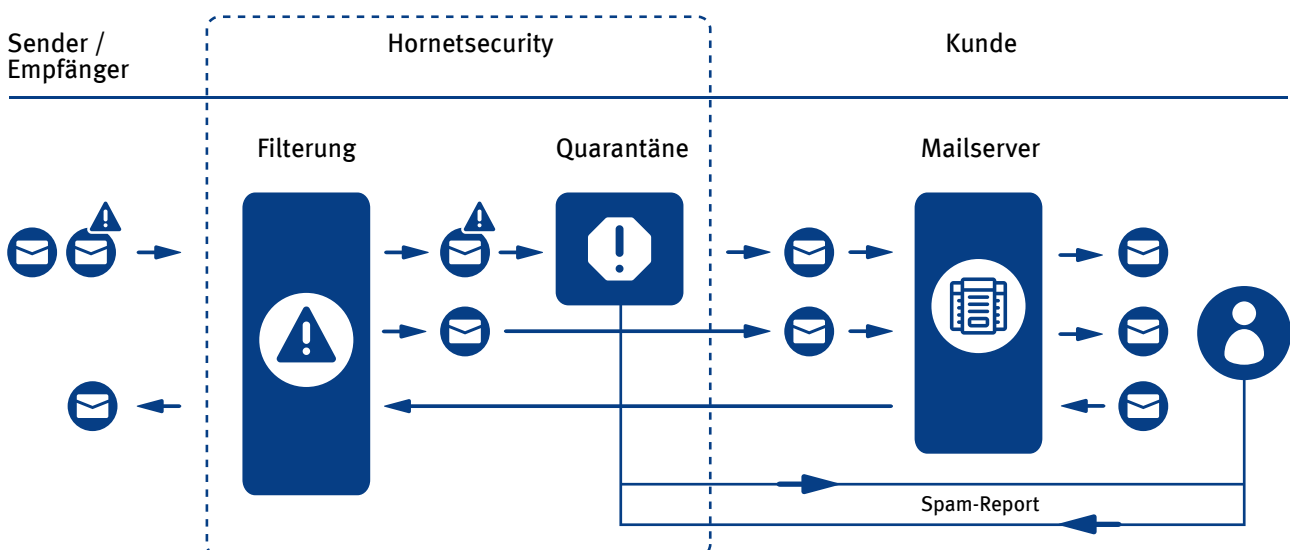 Sender /
Empfänger
Hornetsecurity
Kunde
Filterung
Quarantäne
Mailserver
Spam-Report